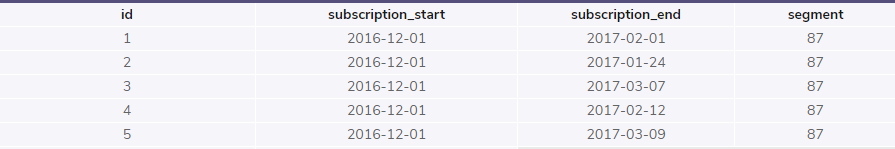 id subscription_start subscription_end segment
1 2016-12-01 2017-02-01 87
2 2016-12-01 2017-01-24 87
3 2016-12-01 2017-03-07 87
4 2016-12-01 2017-02-12 87
5 2016-12-01 2017-03-09 87